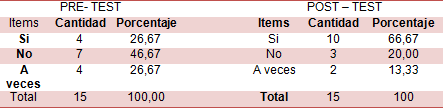 PRE- TEST POST – TEST
Items Cantidad Porcentaje Items Cantidad Porcentaje
Si 4 26,67 Si 10 66,67
No 7 46,67 No 3 20,00
A veces 4 26,67 A veces 2 13,33
Total 15 100,00 Total 15 100